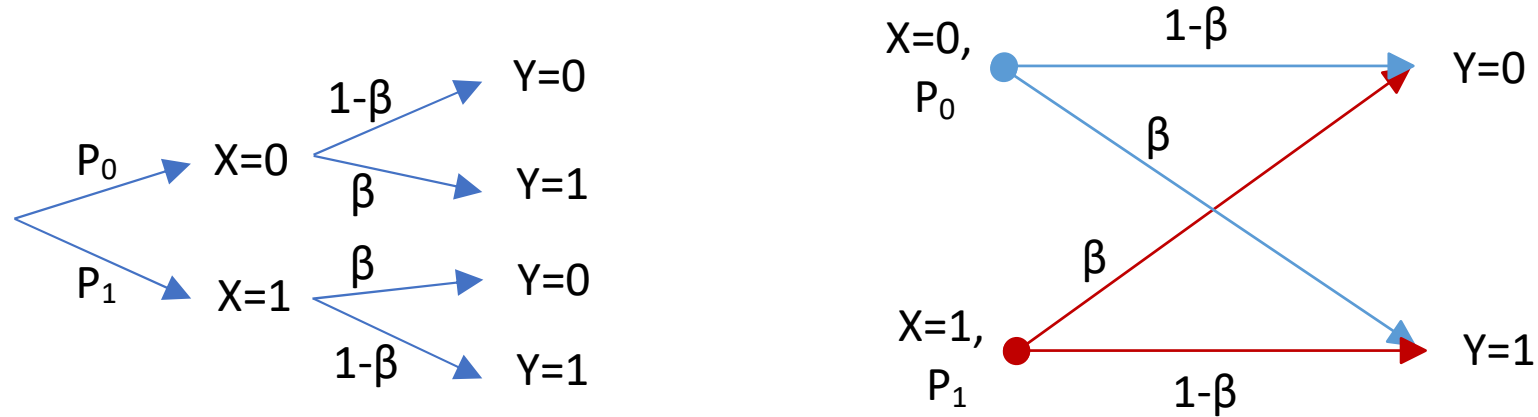 1-β
Y=0
P₀
X=0
β
Y=1
P₁
X=1
β
Y=0
1-β
Y=1
X=0,
P₀
1-β
Y=0
β
β
X=1,
P₁
1-β
Y=1